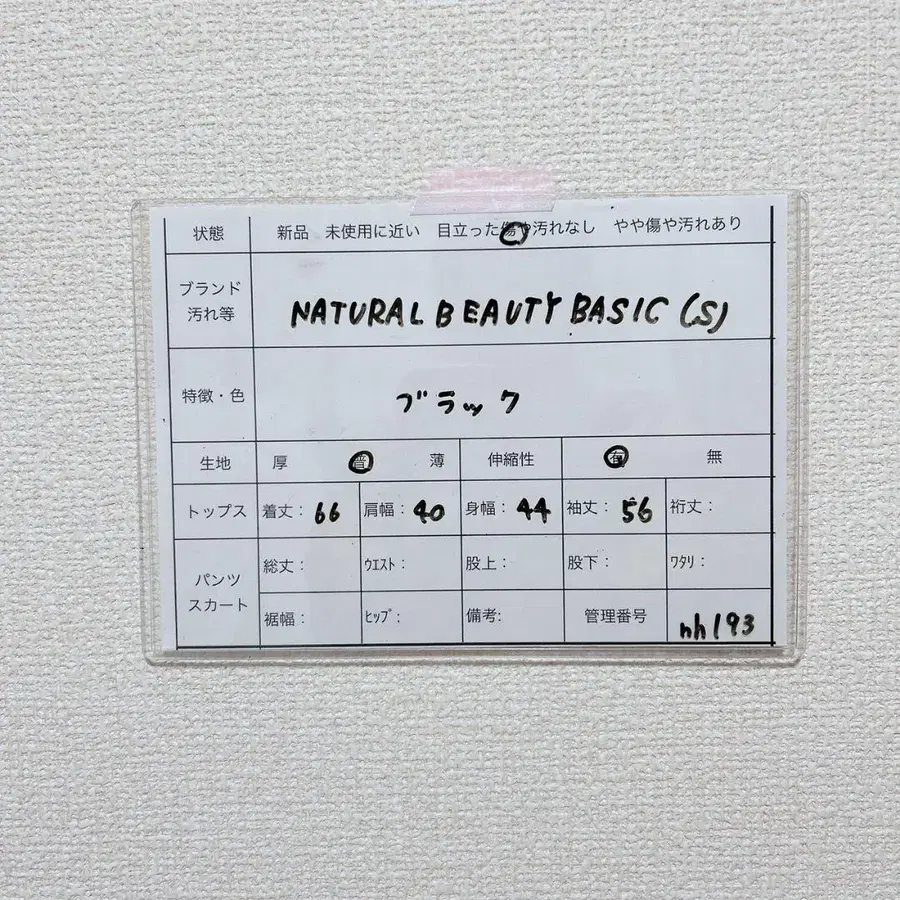 状態 新品 未使用に近い 目立った傷や汚れなし やや傷や汚れあり
ブランド
汚れ等
NATURAL BEAUTY BASIC (S)
特徴・色 ブラック
生地 厚 普 薄 伸縮性 有 無
トップス 着丈: 66 肩幅: 40 身幅: 44 袖丈: 56 裄丈:
パンツ
スカート
総丈: ウエスト: 股上: 股下: ワタリ:
裾幅: ヒップ: 備考: 管理番号 nh193